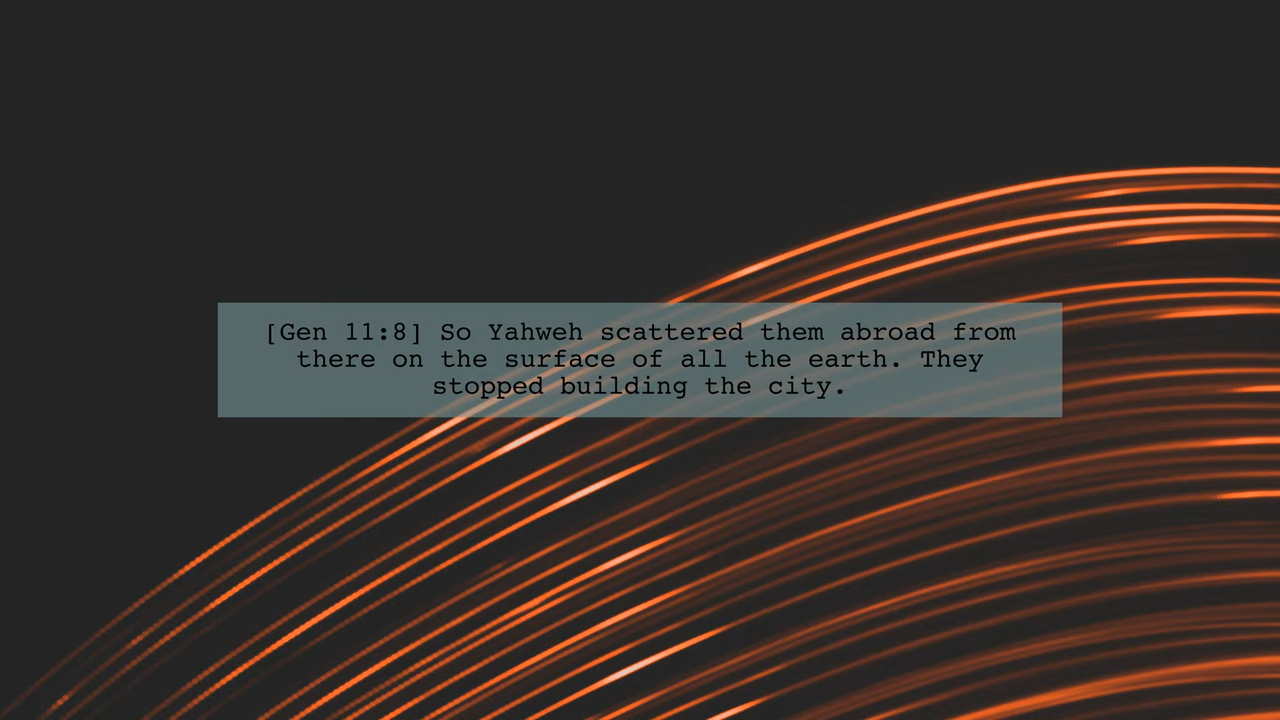 [Gen 11:8] So Yahweh scattered them abroad from
there on the surface of all the earth. They
stopped building the city.